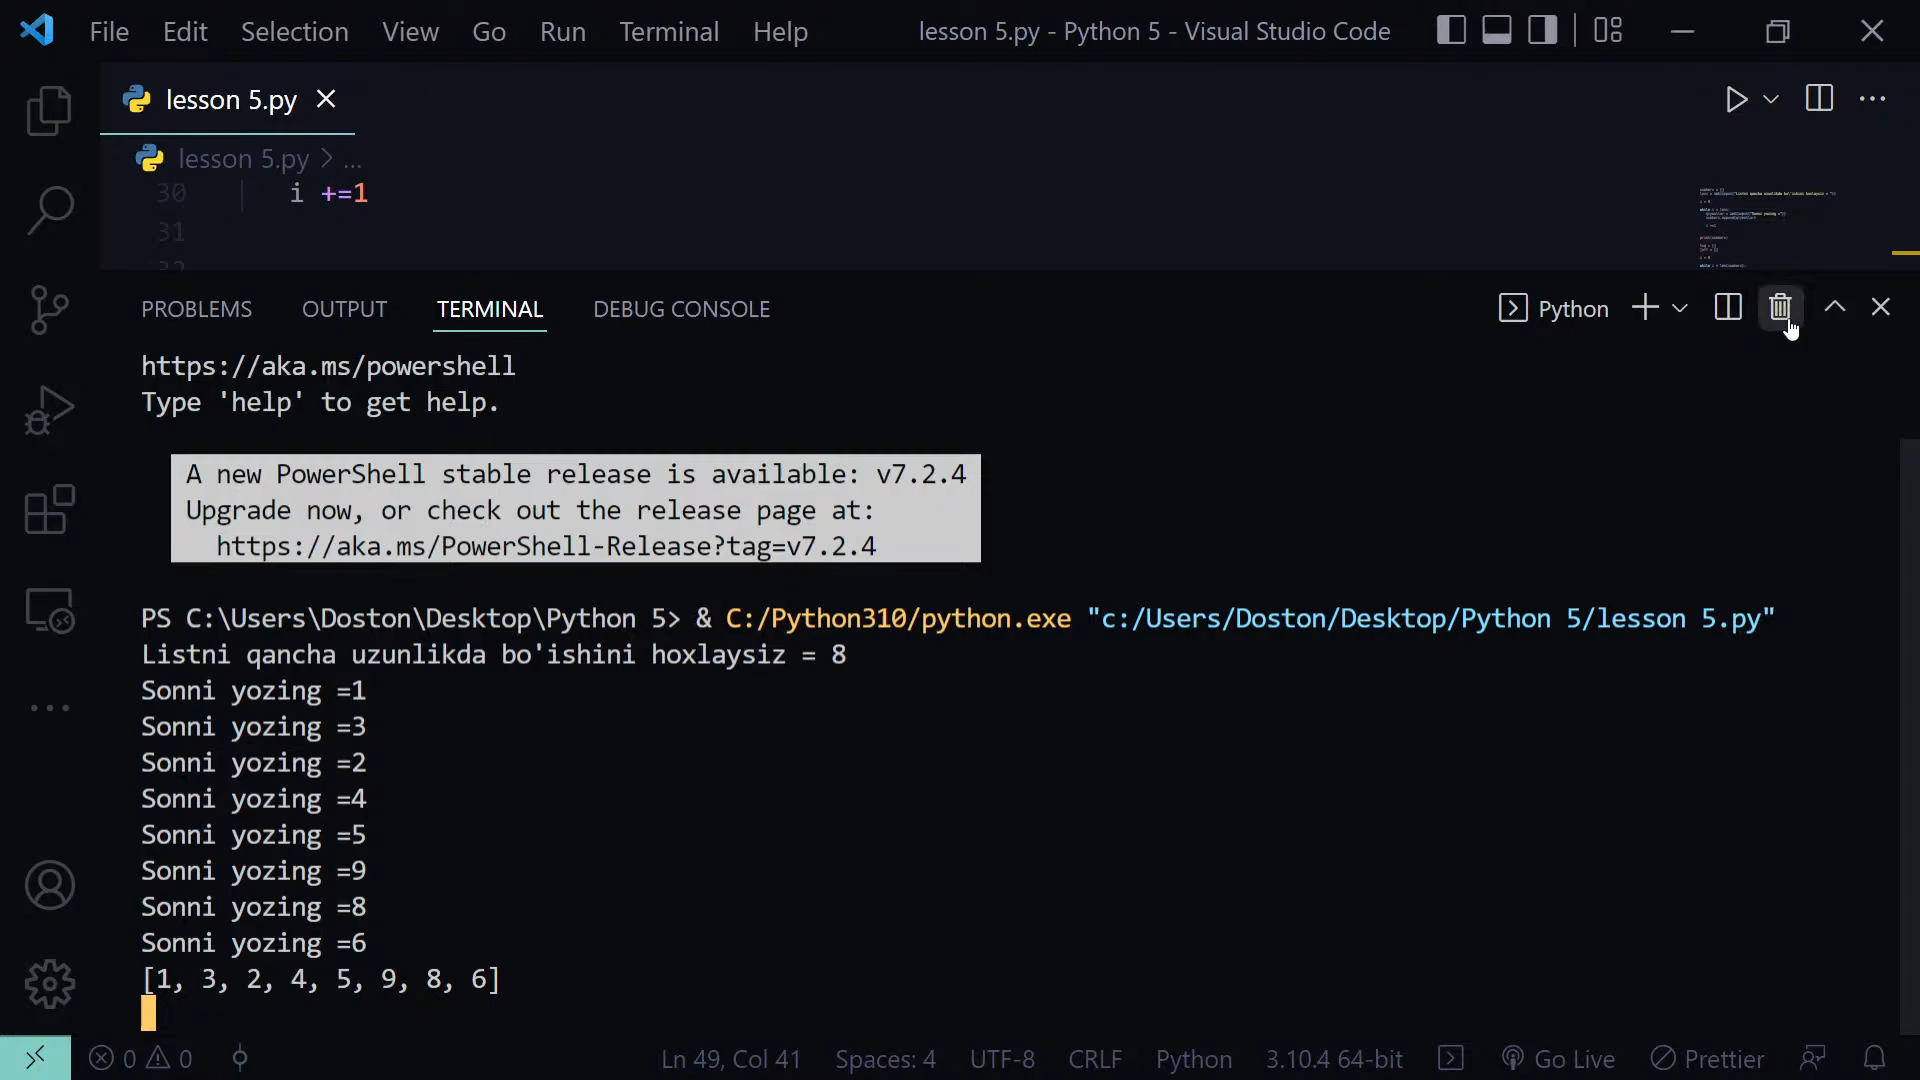 File Edit Selection View Go Run Terminal Help lesson 5.py - Python 5 - Visual Studio Code
lesson 5.py
lesson 5.py > ...
30 i +=1
31
PROBLEMS OUTPUT TERMINAL DEBUG CONSOLE Python
https://aka.ms/powershell
Type 'help' to get help.
A new PowerShell stable release is available: v7.2.4
Upgrade now, or check out the release page at:
https://aka.ms/PowerShell-Release?tag=v7.2.4
PS C:\Users\Doston\Desktop\Python 5> & C:/Python310/python.exe "c:/Users/Doston/Desktop/Python 5/lesson 5.py"
Listni qancha uzunlikda bo'ishini hoxlaysiz = 8
Sonni yozing =1
Sonni yozing =3
Sonni yozing =2
Sonni yozing =4
Sonni yozing =5
Sonni yozing =9
Sonni yozing =8
Sonni yozing =6
[1, 3, 2, 4, 5, 9, 8, 6]
0 0 Ln 49, Col 41 Spaces: 4 UTF-8 CRLF Python 3.10.4 64-bit Go Live Prettier